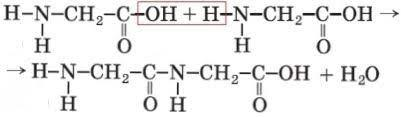 H–N–CH₂–C–OH + H–N–CH₂–C–OH →
H O H O
→ H–N–CH₂–C–N–CH₂–C–OH + H₂O
H O H O